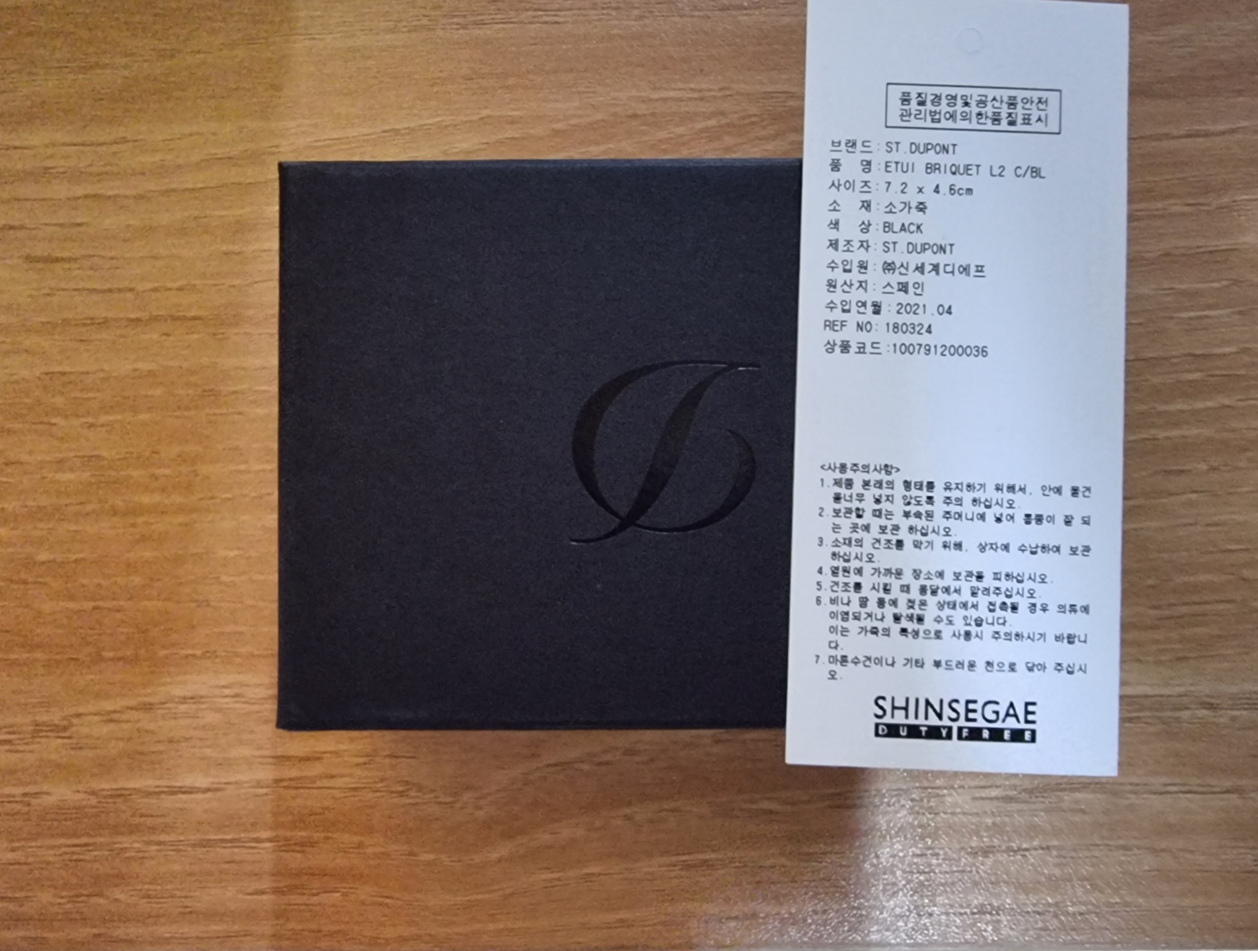 품질경영및공산품안전
관리법에의한품질표시
브랜드:ST.DUPONT
품 명:ETUI BRIQUET L2 C/BL
사이즈:7.2 x 4.6cm
소 재:소가죽
색 상:BLACK
제조자:ST.DUPONT
수입원:㈜신세계디에프
원산지:스페인
수입연월:2021.04
REF NO:180324
상품코드:100791200036
<사용주의사항>
1.제품 본래의 형태를 유지하기 위해서, 안에 물건
을너무 넣지 않도록 주의 하십시오.
2.보관할 때는 부속된 주머니에 넣어 통풍이 잘 되
는 곳에 보관 하십시오.
3.소재의 건조를 막기 위해, 상자에 수납하여 보관
하십시오.
4.열원에 가까운 장소에 보관을 피하십시오.
5.건조를 시킬 때 응달에서 말려주십시오.
6.비나 땀 등에 젖은 상태에서 접촉될 경우 의류에
이염되거나 탈색될 수도 있습니다.
이는 가죽의 특성으로 사용시 주의하시기 바랍니
다.
7.마른수건이나 기타 부드러운 천으로 닦아 주십시
오.
SHINSEGAE
DUTY FREE